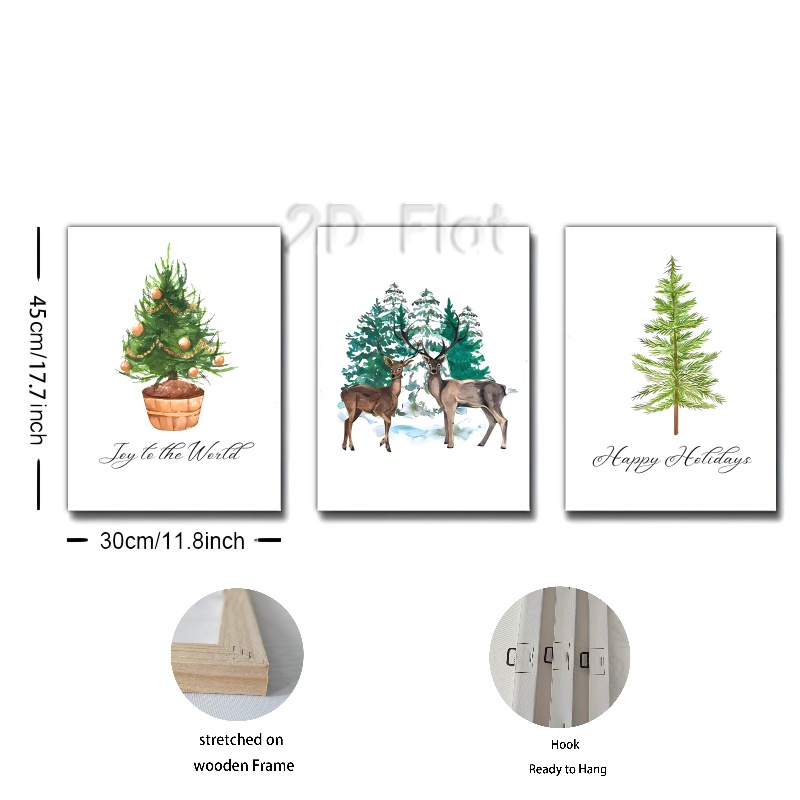 2D Flat
45cm/17.7inch
Joy to the World
Happy Holidays
30cm/11.8inch
stretched on
wooden Frame
Hook
Ready to Hang